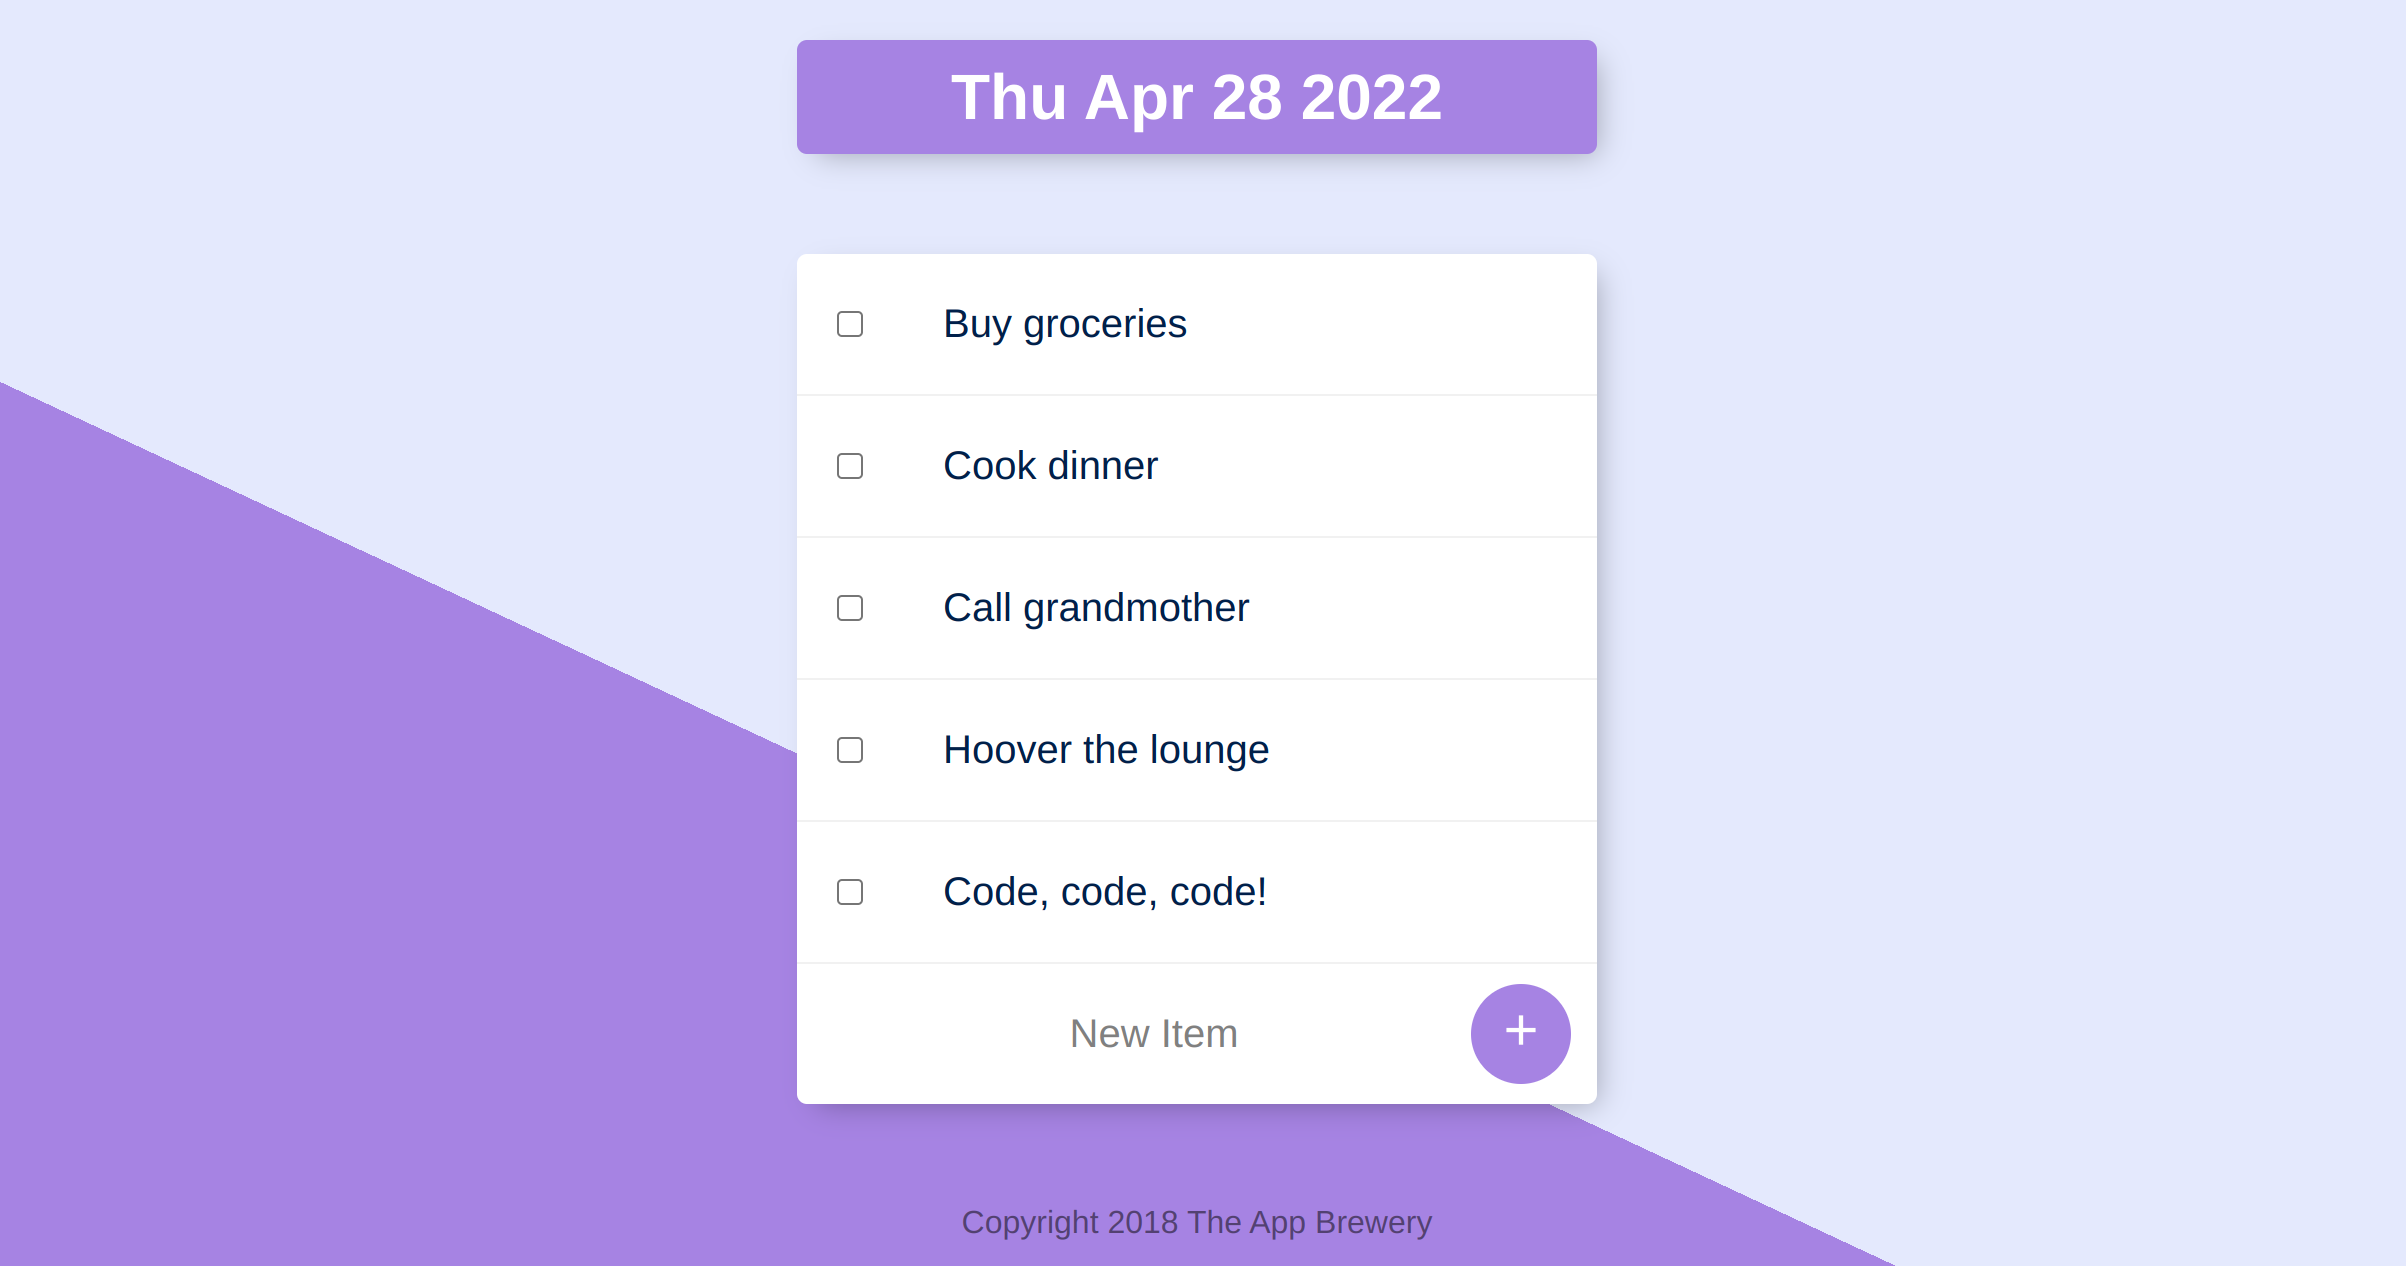 Thu Apr 28 2022
Buy groceries
Cook dinner
Call grandmother
Hoover the lounge
Code, code, code!
New Item
+
Copyright 2018 The App Brewery